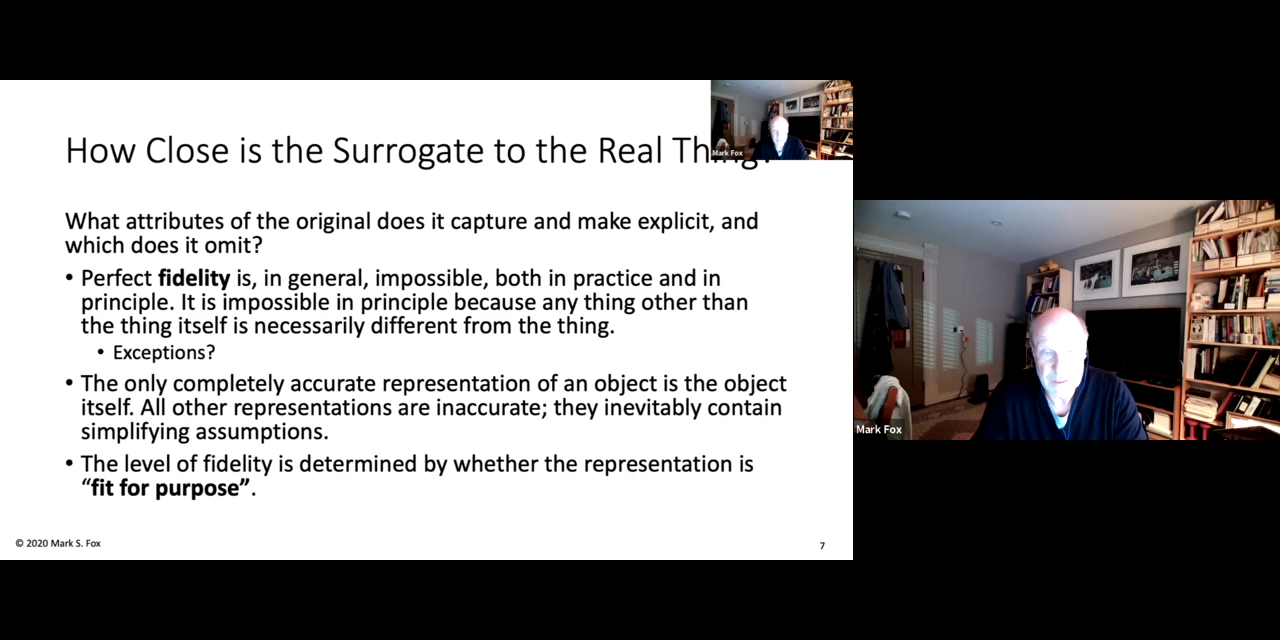 How Close is the Surrogate to the Real
Mark Fox
What attributes of the original does it capture and make explicit, and
which does it omit?
• Perfect fidelity is, in general, impossible, both in practice and in
principle. It is impossible in principle because any thing other than
the thing itself is necessarily different from the thing.
• Exceptions?
• The only completely accurate representation of an object is the object
itself. All other representations are inaccurate; they inevitably contain
simplifying assumptions.
• The level of fidelity is determined by whether the representation is
“fit for purpose”.
© 2020 Mark S. Fox
7
Mark Fox